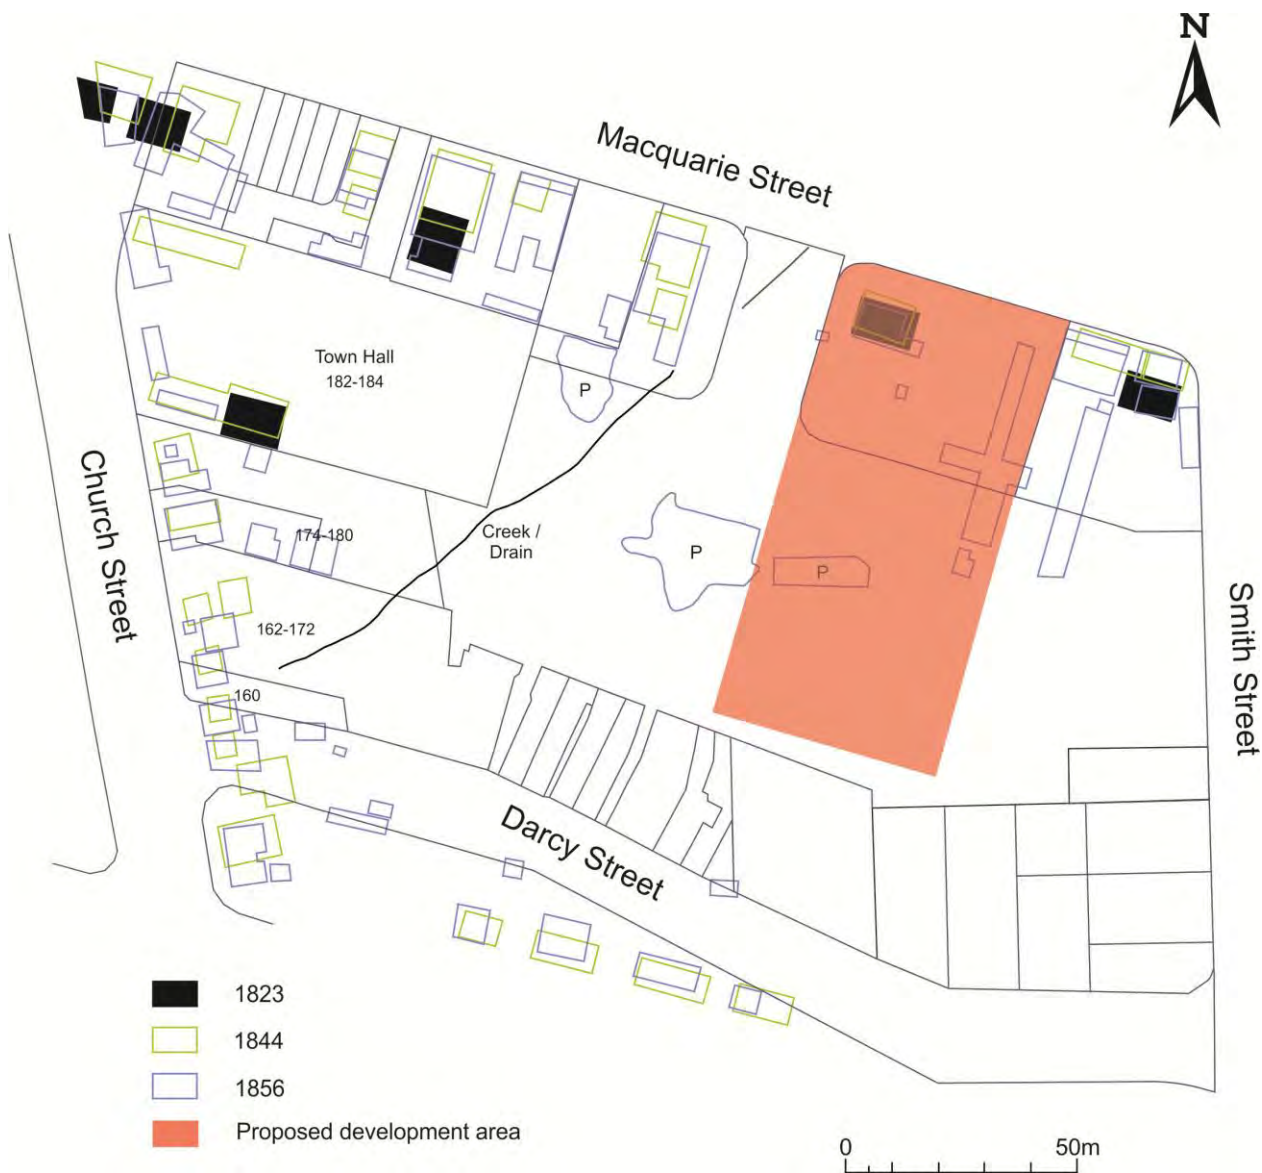 N
Macquarie Street
Town Hall
182-184
P
Church Street
174-180
Creek /
Drain
P
P
Smith Street
162-172
160
Darcy Street
1823
1844
1856
Proposed development area
0 50m